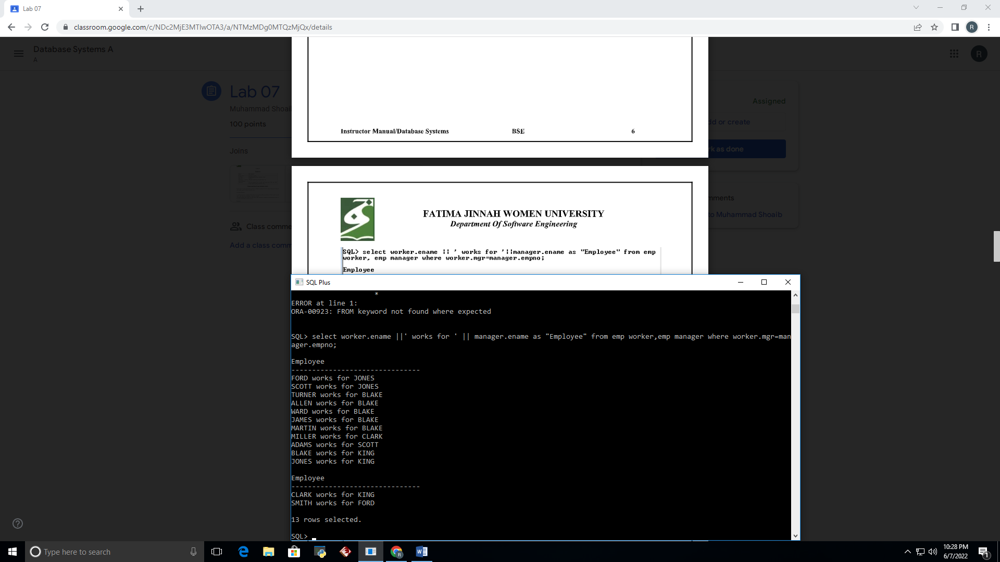 Lab 07
classroom.google.com/c/NDc2MjE3MTIwOTA3/a/NTMzMDg0MTQzMjQx/details
R
Database Systems A
A
R
Lab 07
Muhammad Shoai
100 points
Joins
Class comme
Add a class comm
Assigned
dd or create
rk as done
mments
to Muhammad Shoaib
Instructor Manual/Database Systems BSE 6
FATIMA JINNAH WOMEN UNIVERSITY
Department Of Software Engineering
SQL> select worker.ename || ' works for '||manager.ename as "Employee" from emp
worker, emp manager where worker.mgr=manager.empno;
Employee
SQL Plus
*
ERROR at line 1:
ORA-00923: FROM keyword not found where expected
SQL> select worker.ename ||' works for ' || manager.ename as "Employee" from emp worker,emp manager where worker.mgr=man
ager.empno;
Employee
-------------------------------
FORD works for JONES
SCOTT works for JONES
TURNER works for BLAKE
ALLEN works for BLAKE
WARD works for BLAKE
JAMES works for BLAKE
MARTIN works for BLAKE
MILLER works for CLARK
ADAMS works for SCOTT
BLAKE works for KING
JONES works for KING
Employee
-------------------------------
CLARK works for KING
SMITH works for FORD
13 rows selected.
SQL>
Type here to search
10:28 PM
6/7/2022
1